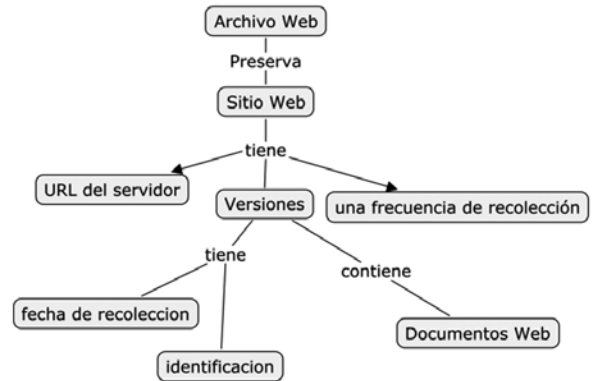 Archivo Web
Preserva
Sitio Web
tiene
URL del servidor
Versiones
una frecuencia de recolección
tiene
contiene
fecha de recoleccion
Documentos Web
identificacion